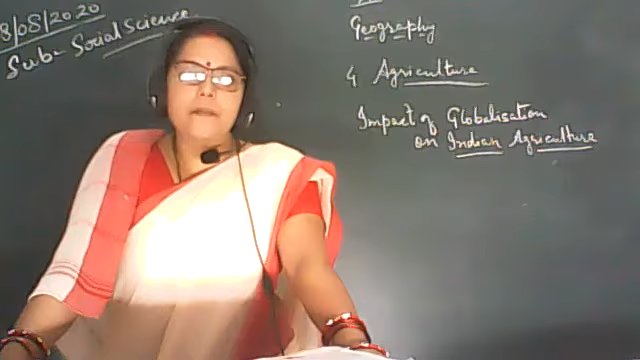 8/08/2020
Sub- Social Science
Geography
4 Agriculture
Impact of Globalisation
on Indian Agriculture